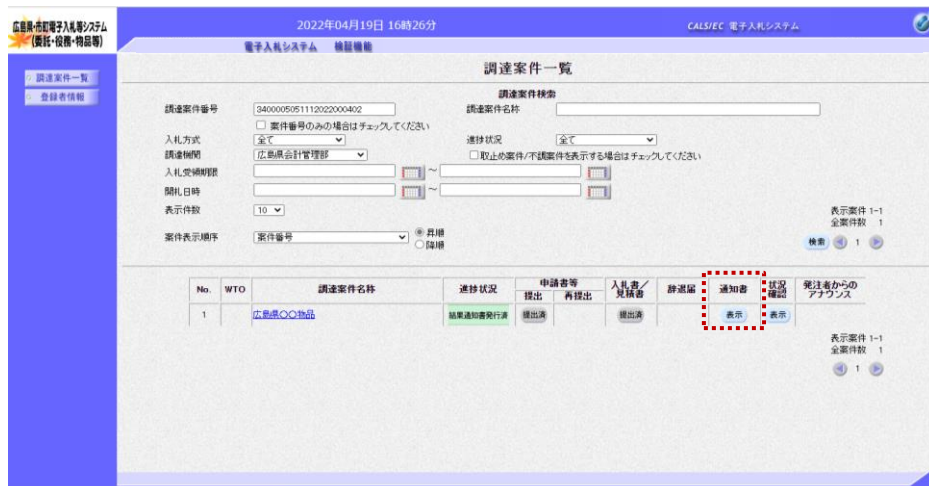 広島県・市町電子入札等システム
(委託・役務・物品等)
2022年04月19日 16時26分
CALS/EC 電子入札システム
電子入札システム 検証機能
調達案件一覧
登録者情報
調達案件一覧
調達案件検索
調達案件番号 3400005051112022000402 調達案件名称
案件番号のみの場合はチェックしてください
入札方式 全て 進捗状況 全て
調達機関 広島県会計管理部 取止め案件/不調案件を表示する場合はチェックしてください
入札受領期限 ~
開札日時 ~
表示件数 10
表示案件 1-1
全案件数 1
案件表示順序 案件番号 昇順
降順
検索 1
No. WTO 調達案件名称 進捗状況 申請書等 入札書/見積書 辞退届 通知書 状況確認 発注者からのアナウンス
提出 再提出
1 広島県〇〇物品 結果通知書発行済 提出済 提出済 表示 表示
表示案件 1-1
全案件数 1
1